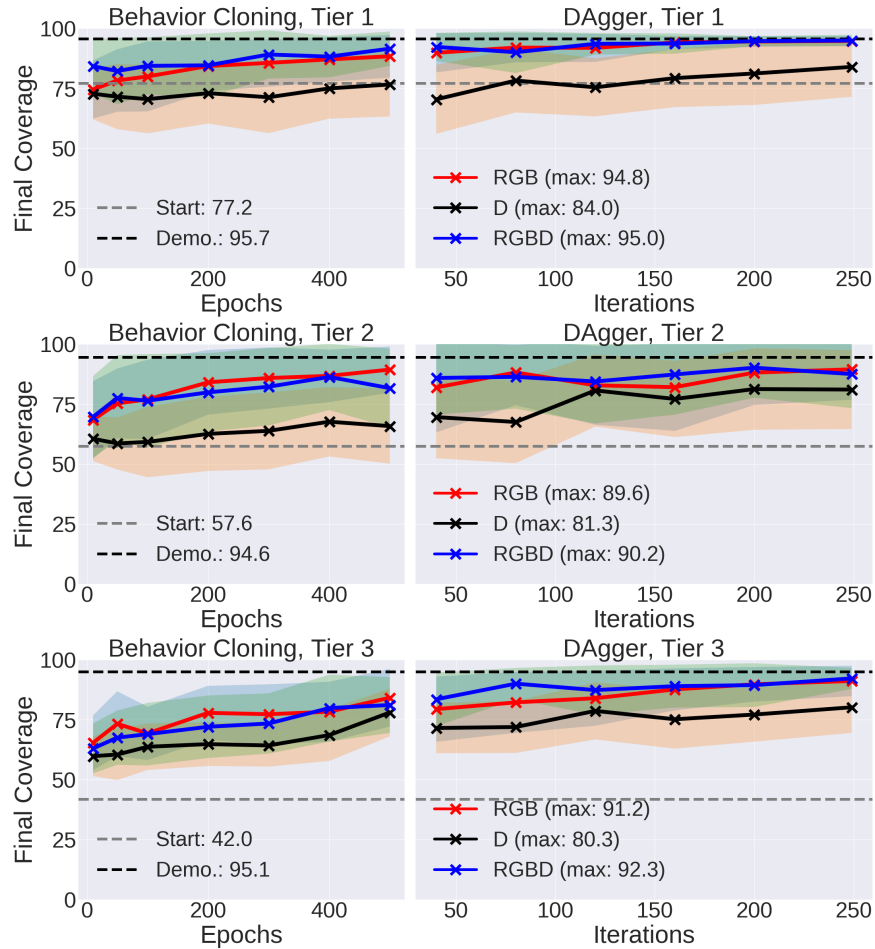 Behavior Cloning, Tier 1
DAgger, Tier 1
Final Coverage
100
75
50
25
0
Start: 77.2
Demo.: 95.7
RGB (max: 94.8)
D (max: 84.0)
RGBD (max: 95.0)
0 200 400
50 100 150 200 250
Epochs
Iterations
Behavior Cloning, Tier 2
DAgger, Tier 2
Final Coverage
100
75
50
25
0
Start: 57.6
Demo.: 94.6
RGB (max: 89.6)
D (max: 81.3)
RGBD (max: 90.2)
0 200 400
50 100 150 200 250
Epochs
Iterations
Behavior Cloning, Tier 3
DAgger, Tier 3
Final Coverage
100
75
50
25
0
Start: 42.0
Demo.: 95.1
RGB (max: 91.2)
D (max: 80.3)
RGBD (max: 92.3)
0 200 400
50 100 150 200 250
Epochs
Iterations